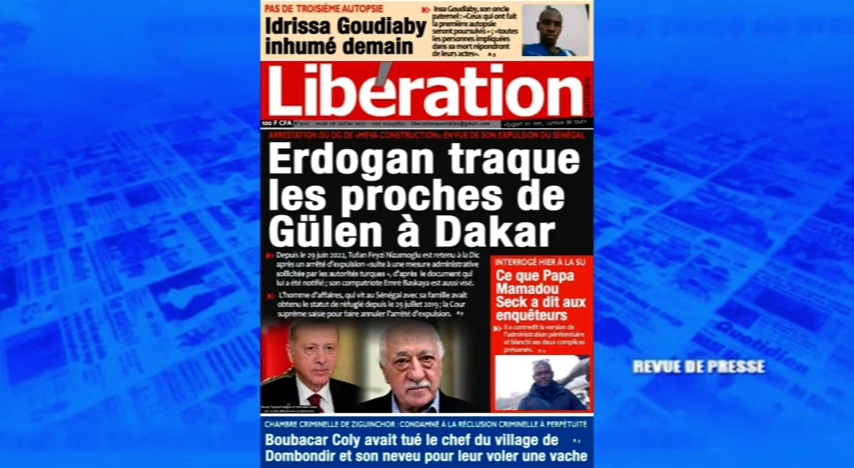 PAS DE TROISIÈME AUTOPSIE
Idrissa Goudiaby
inhumé demain
Insa Goudiaby, son oncle
paternel : «Ceux qui ont fait
la première autopsie
seront poursuivis» ; «toutes
les personnes impliquées
dans sa mort répondront
de leurs actes».
Libération
100 F CFA
«Expert en rien, curieux de tout»
ARRESTATION DU DG DE «MEVA CONSTRUCTION» EN VUE DE SON EXPULSION DU SÉNÉGAL
Erdogan traque
les proches de
Gülen à Dakar
Depuis le 29 juin 2022, Tufan Feyzi Nizamoglu est retenu à la Dic
après un arrêté d'expulsion «suite à une mesure administrative
sollicitée par les autorités turques», d'après le document qui
lui a été notifié ; son compatriote Emré Baskaya est aussi visé.
L'homme d'affaires, qui vit au Sénégal avec sa famille avait
obtenu le statut de réfugié depuis le 29 juillet 2019 ; la Cour
suprême saisie pour faire annuler l'arrêté d'expulsion.
INTERROGÉ HIER À LA SU
Ce que Papa
Mamadou
Seck a dit aux
enquêteurs
Il a contredit la version de
l'administration pénitentiaire
et blanchi ses deux complices
présumés.
REVUE DE PRESSE
CHAMBRE CRIMINELLE DE ZIGUINCHOR : CONDAMNÉ À LA RÉCLUSION CRIMINELLE À PERPÉTUITÉ
Boubacar Coly avait tué le chef du village de
Dombondir et son neveu pour leur voler une vache